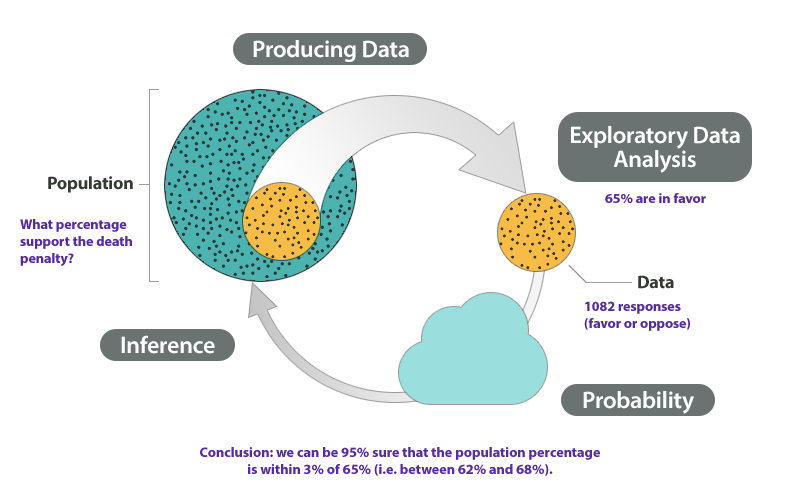 Producing Data
Exploratory Data
Analysis
65% are in favor
Population
What percentage
support the death
penalty?
Data
1082 responses
(favor or oppose)
Inference
Probability
Conclusion: we can be 95% sure that the population percentage
is within 3% of 65% (i.e. between 62% and 68%).